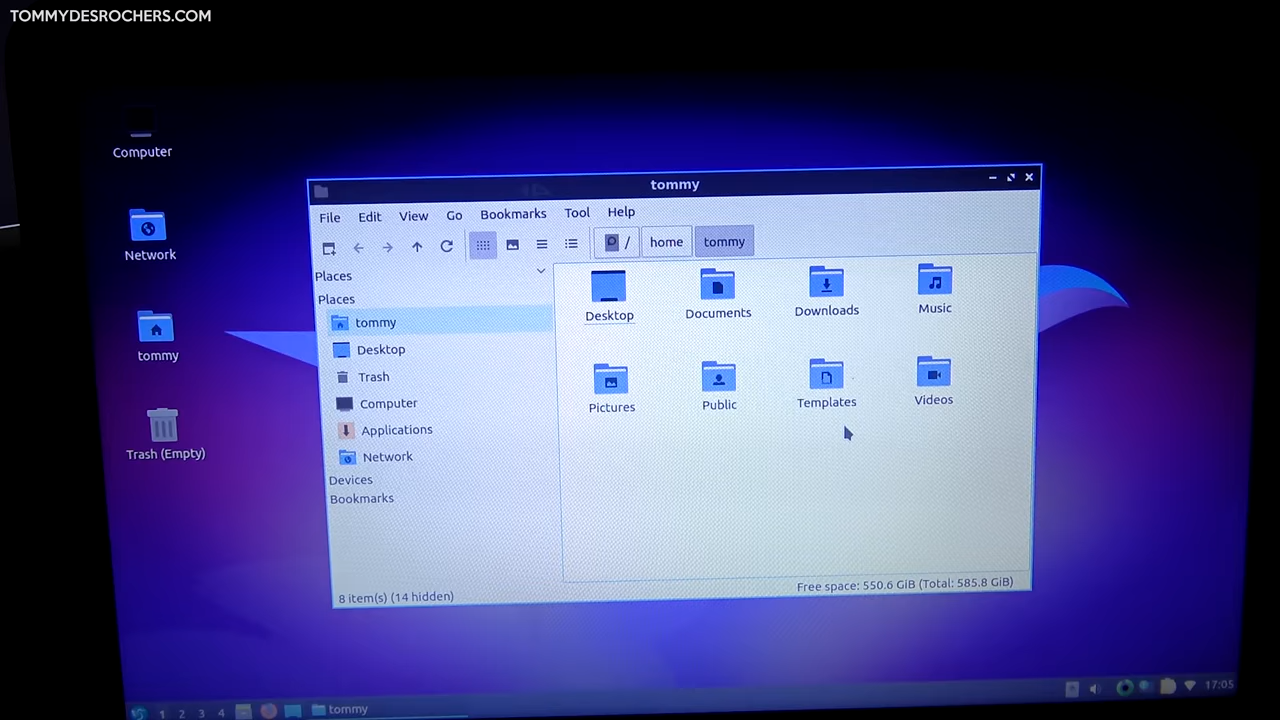 TOMMYDESROCHERS.COM
Computer
Network
tommy
Trash (Empty)
tommy
File Edit View Go Bookmarks Tool Help
/ home tommy
Places
Places
tommy
Desktop
Trash
Computer
Applications
Network
Devices
Bookmarks
Desktop Documents Downloads Music
Pictures Public Templates Videos
8 item(s) (14 hidden)
Free space: 550.6 GiB (Total: 585.8 GiB)
1 2 3 4 tommy 17:05